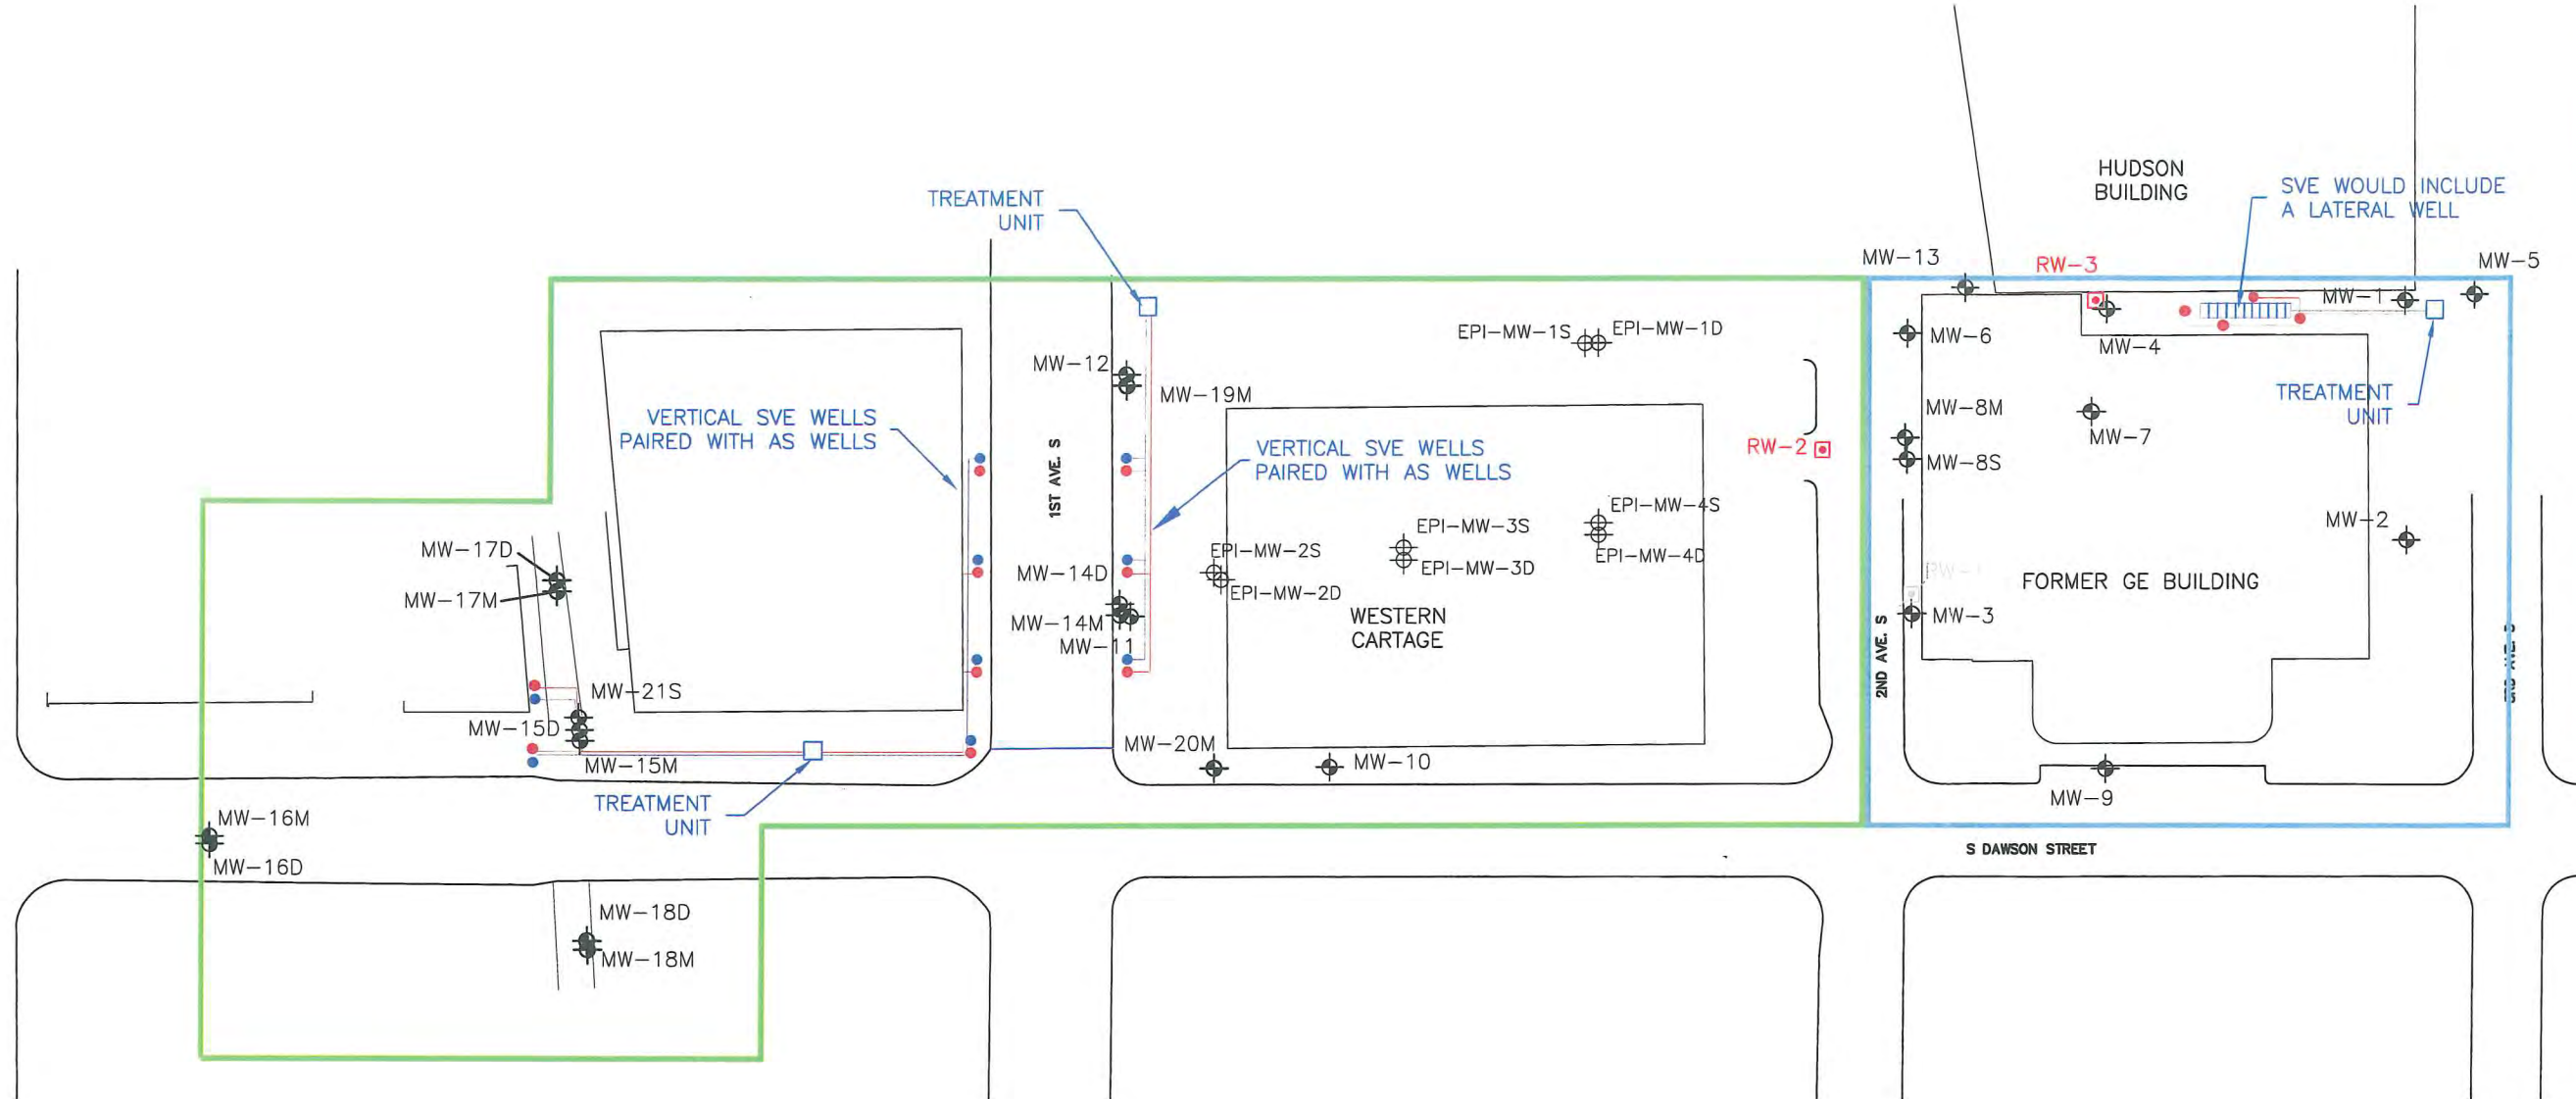 HUDSON
BUILDING
SVE WOULD INCLUDE
A LATERAL WELL
TREATMENT
UNIT
MW-13
RW-3
MW-5
MW-1
MW-6
MW-4
EPI-MW-1S
EPI-MW-1D
MW-12
MW-19M
TREATMENT
UNIT
MW-8M
MW-7
VERTICAL SVE WELLS
PAIRED WITH AS WELLS
1ST AVE. S
VERTICAL SVE WELLS
PAIRED WITH AS WELLS
RW-2
MW-8S
EPI-MW-4S
EPI-MW-3S
MW-2
MW-17D
EPI-MW-2S
EPI-MW-4D
MW-14D
EPI-MW-3D
RW-
FORMER GE BUILDING
MW-17M
EPI-MW-2D
MW-14M
WESTERN
CARTAGE
MW-3
MW-11
2ND AVE. S
MW-21S
MW-15D
MW-20M
MW-15M
MW-10
TREATMENT
UNIT
MW-9
MW-16M
S DAWSON STREET
MW-16D
MW-18D
MW-18M